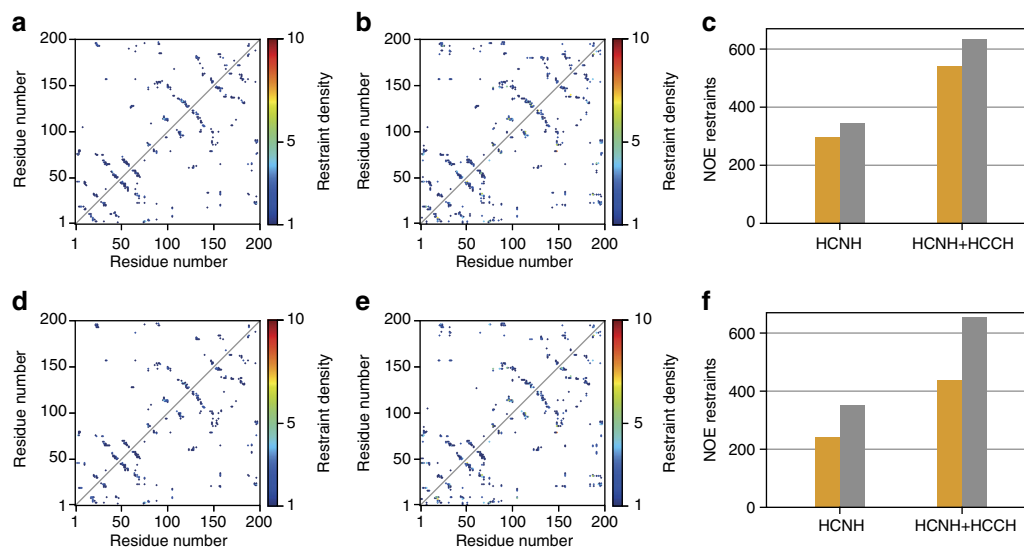 a
200
150
100
50
1
Residue number
1 50 100 150 200
Residue number
10
5
1
Restraint density
b
200
150
100
50
1
Residue number
1 50 100 150 200
Residue number
10
5
1
Restraint density
c
600
400
200
0
NOE restraints
HCNH HCNH+HCCH
d
200
150
100
50
1
Residue number
1 50 100 150 200
Residue number
10
5
1
Restraint density
e
200
150
100
50
1
Residue number
1 50 100 150 200
Residue number
10
5
1
Restraint density
f
600
400
200
0
NOE restraints
HCNH HCNH+HCCH